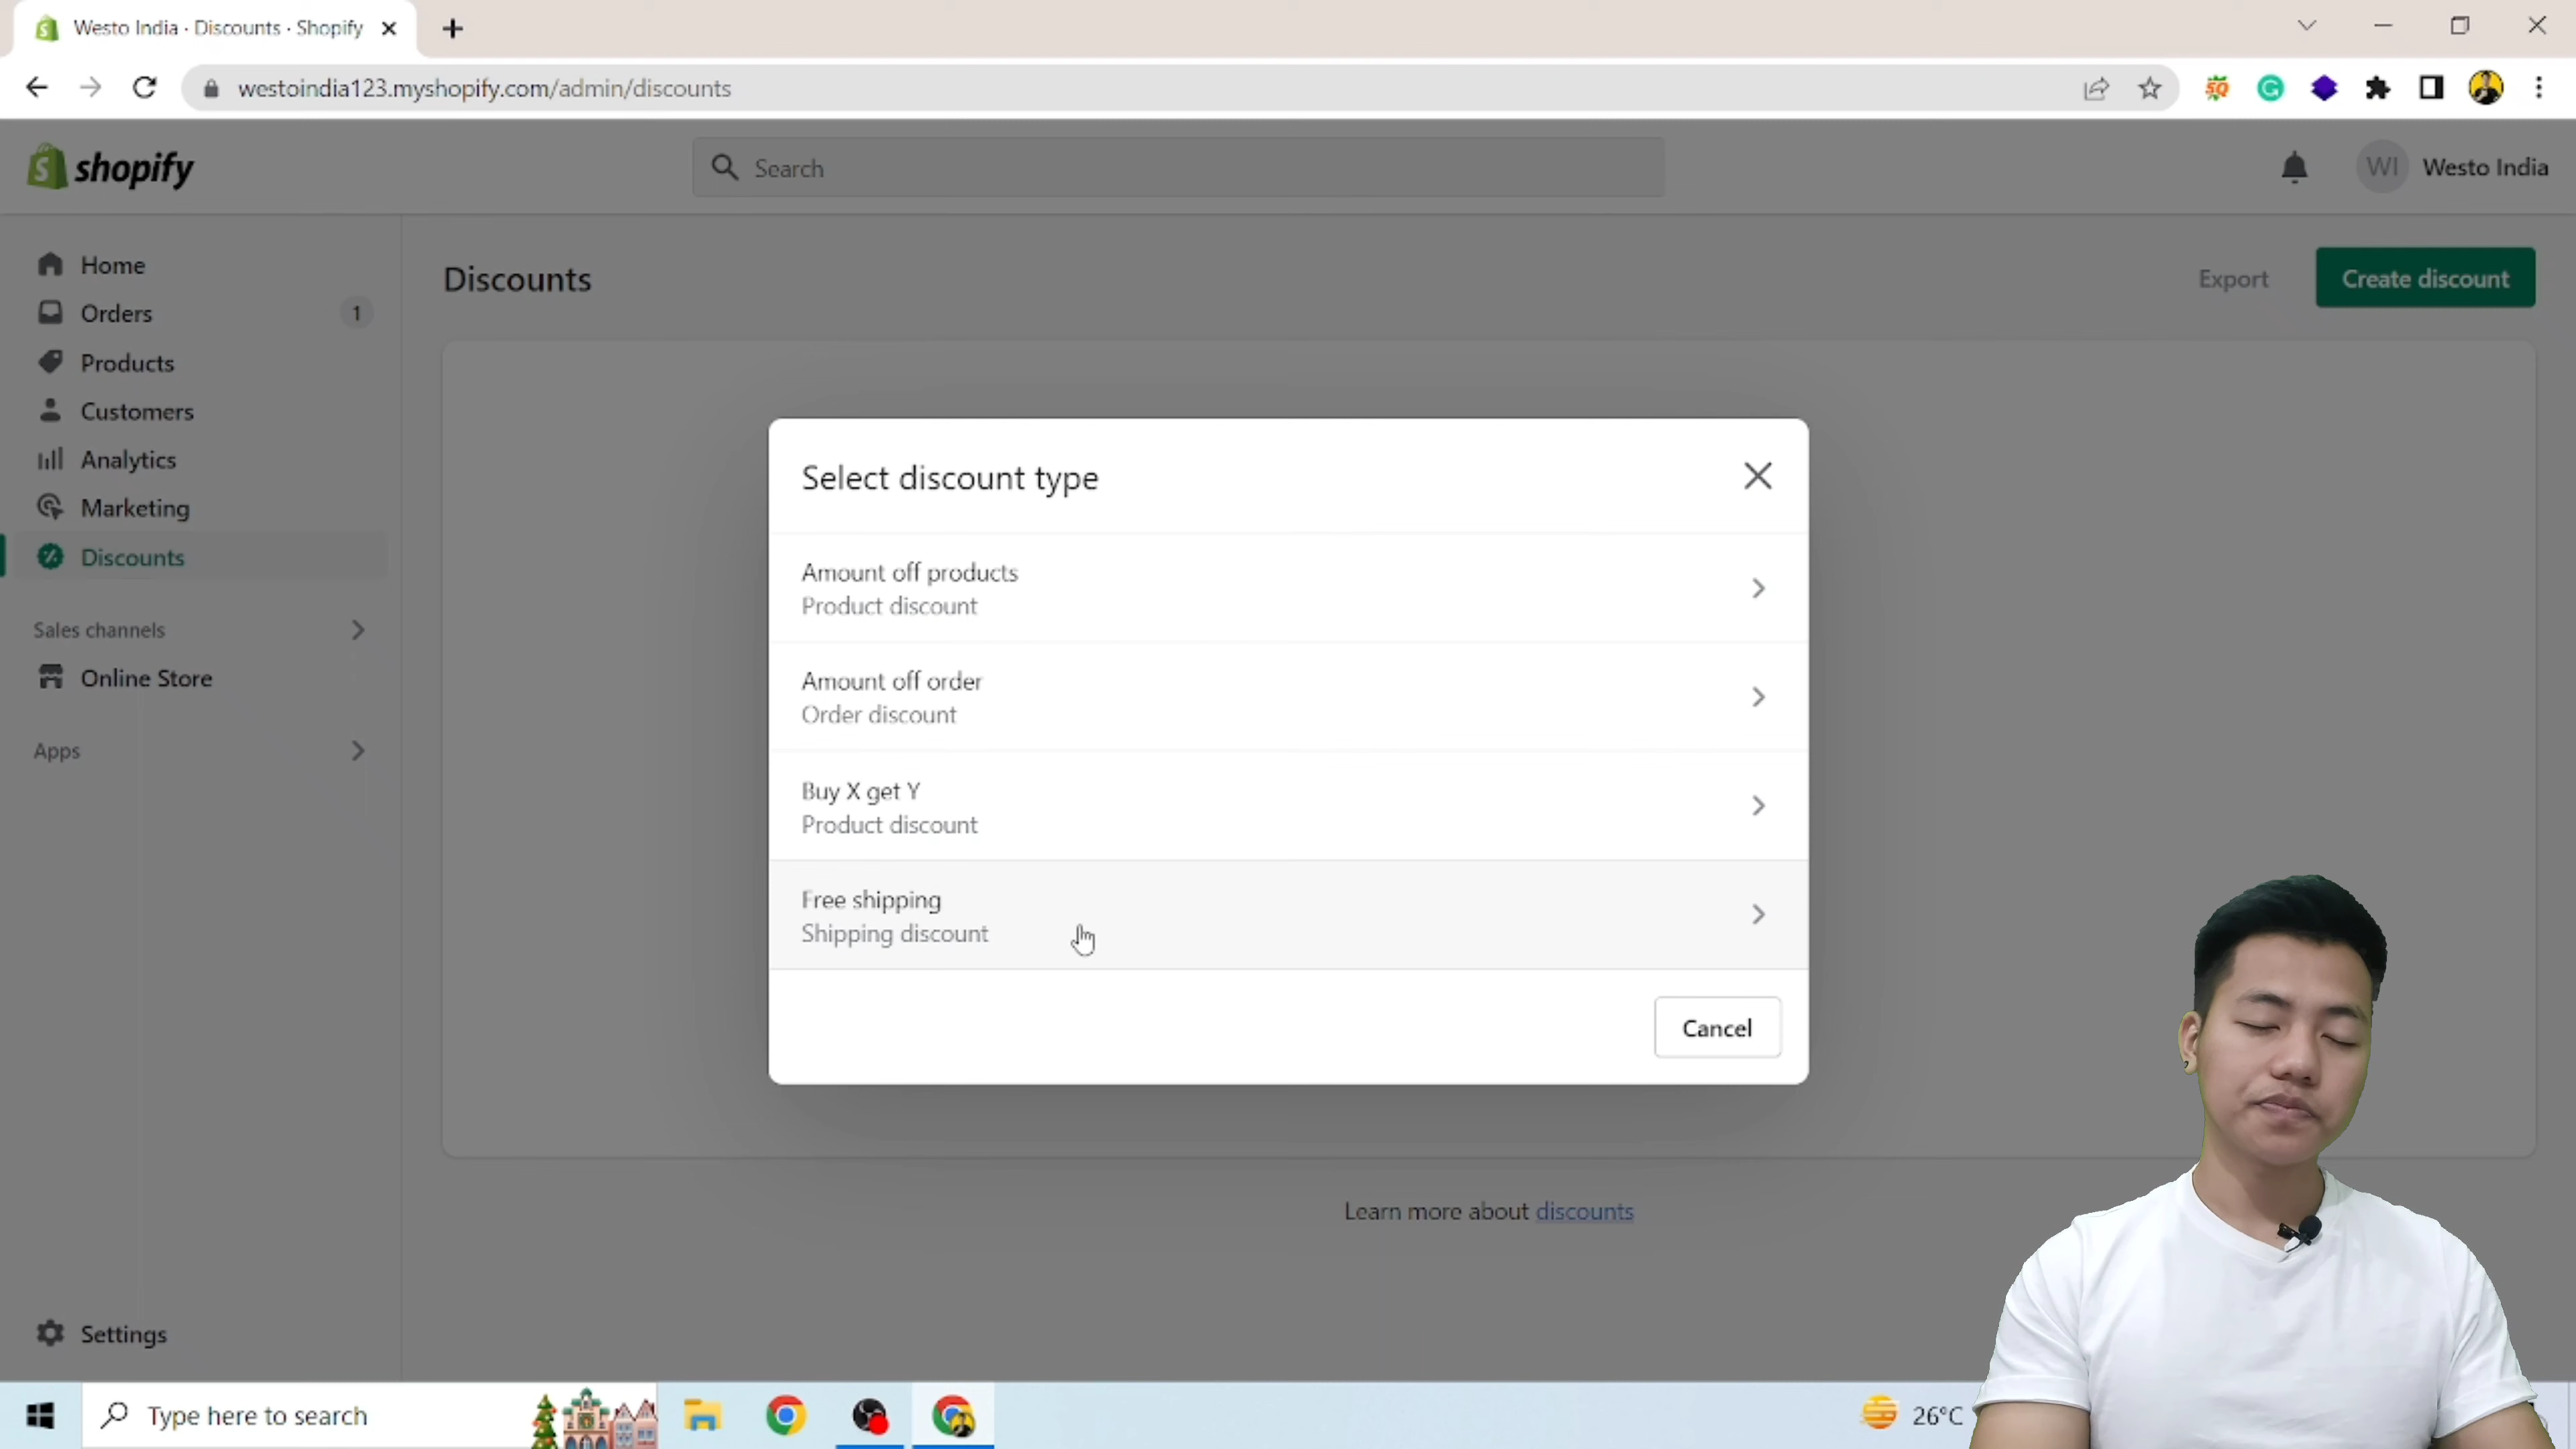 Westo India · Discounts · Shopify
westoindia123.myshopify.com/admin/discounts
SQ
G
shopify
Search
WI
Westo India
Home
Orders
1
Products
Customers
Analytics
Marketing
Discounts
Sales channels
Online Store
Apps
Settings
Discounts
Export
Create discount
Select discount type
Amount off products
Product discount
Amount off order
Order discount
Buy X get Y
Product discount
Free shipping
Shipping discount
Cancel
Learn more about discounts
Type here to search
26°C